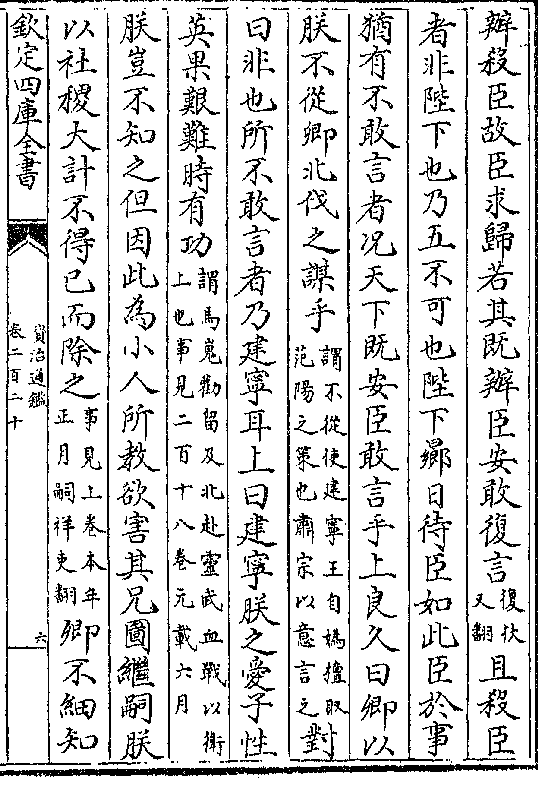 辦殺臣故臣求歸若其既辦臣安敢復言復扶又翻且殺臣
者非陛下也乃五不可也陛下曏日待臣如此臣於事
猶有不敢言者況天下既安臣敢言乎上良久曰卿以
朕不從卿北伐之謀乎謂不從使建寧王自媯檀取范陽之策也肅宗以意言之對
曰非也所不敢言者乃建寧耳上曰建寧朕之愛子性
英果艱難時有功謂馬嵬勸留及北赴靈武血戰以衛上也事見二百十八卷元載六月
朕豈不知之但因此為小人所教欲害其兄圖繼嗣朕
以社稷大計不得已而除之事見上卷本年正月嗣祥吏翻卿不細知
欽定四庫全書
資治通鑑
卷二百二十
六